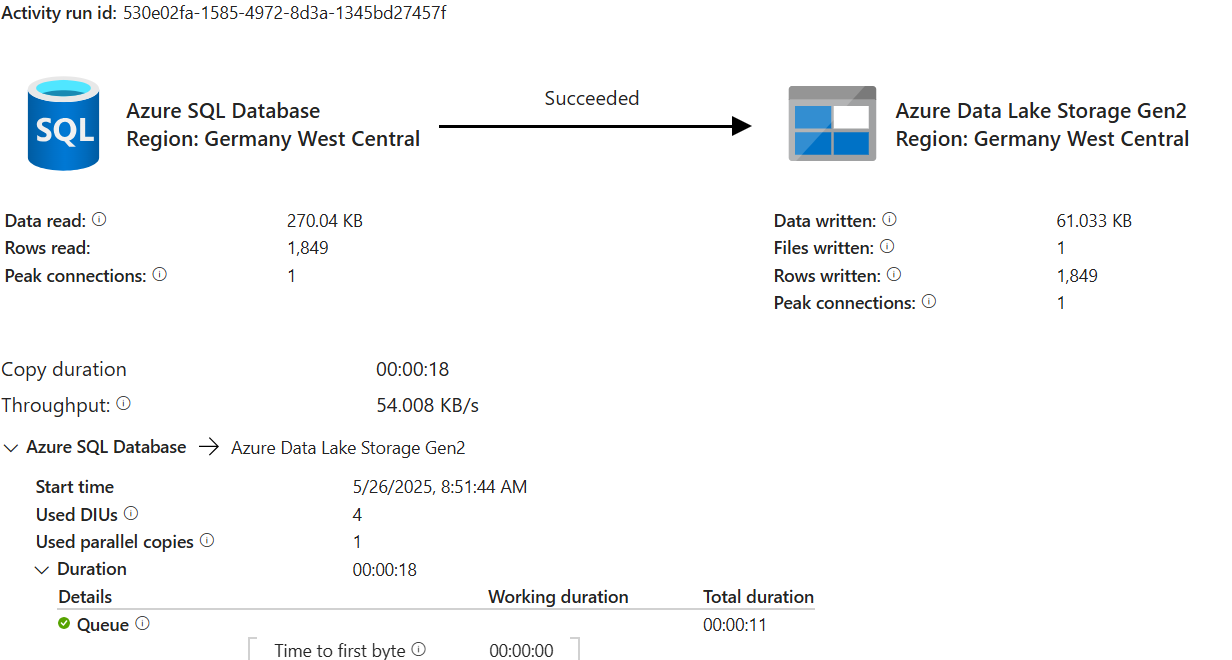 Activity run id: 530e02fa-1585-4972-8d3a-1345bd27457f
Succeeded
SQL
Azure SQL Database
Region: Germany West Central
Azure Data Lake Storage Gen2
Region: Germany West Central
Data read: 270.04 KB
Rows read: 1,849
Peak connections: 1
Data written: 61.033 KB
Files written: 1
Rows written: 1,849
Peak connections: 1
Copy duration 00:00:18
Throughput: 54.008 KB/s
Azure SQL Database → Azure Data Lake Storage Gen2
Start time 5/26/2025, 8:51:44 AM
Used DIUs 4
Used parallel copies 1
Duration 00:00:18
Details Working duration Total duration
Queue 00:00:11
Time to first byte 00:00:00